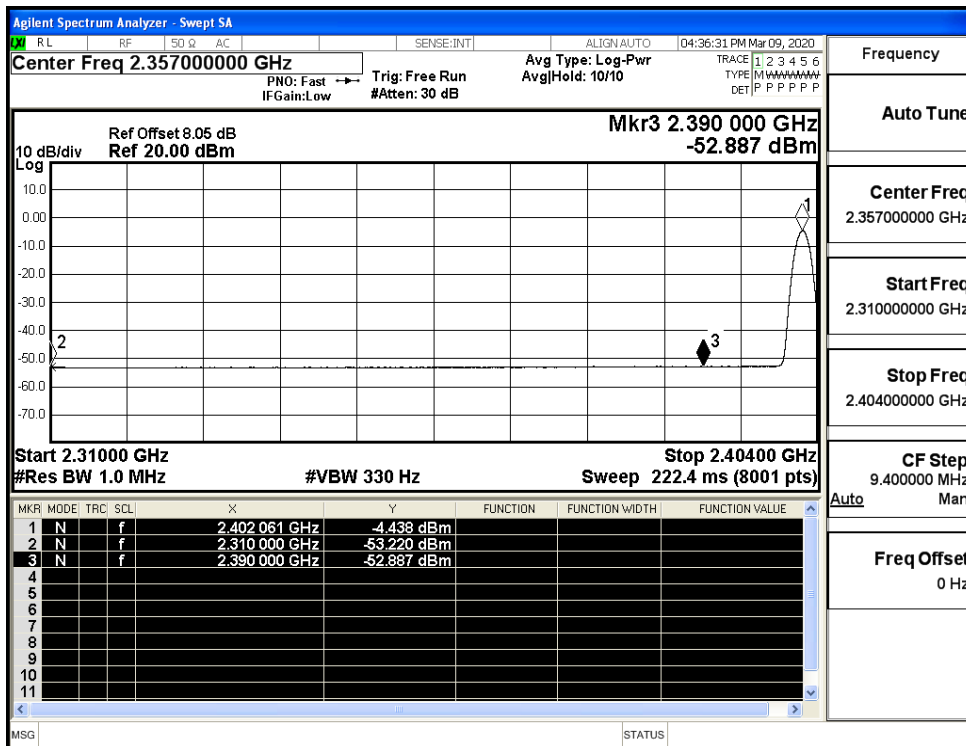 Agilent Spectrum Analyzer - Swept SA
LXI RL RF 50 Ω AC SENSE:INT ALIGN AUTO 04:36:31 PM Mar 09, 2020
Center Freq 2.357000000 GHz
PNO: Fast
IFGain:Low
Trig: Free Run
#Atten: 30 dB
Avg Type: Log-Pwr
Avg|Hold: 10/10
TRACE 1 2 3 4 5 6
TYPE M WWWWW
DET P P P P P P
Ref Offset 8.05 dB
10 dB/div Ref 20.00 dBm
Log
Mkr3 2.390 000 GHz
-52.887 dBm
10.0
0.00
-10.0
-20.0
-30.0
-40.0
-50.0
-60.0
-70.0
1
2
3
Start 2.31000 GHz Stop 2.40400 GHz
#Res BW 1.0 MHz #VBW 330 Hz Sweep 222.4 ms (8001 pts)
MKR MODE TRC SCL X Y FUNCTION FUNCTION WIDTH FUNCTION VALUE
1 N f 2.402 061 GHz -4.438 dBm
2 N f 2.310 000 GHz -53.220 dBm
3 N f 2.390 000 GHz -52.887 dBm
4
5
6
7
8
9
10
11
MSG STATUS
Frequency
Auto Tune
Center Freq
2.357000000 GHz
Start Freq
2.310000000 GHz
Stop Freq
2.404000000 GHz
CF Step
9.400000 MHz
Auto Man
Freq Offset
0 Hz